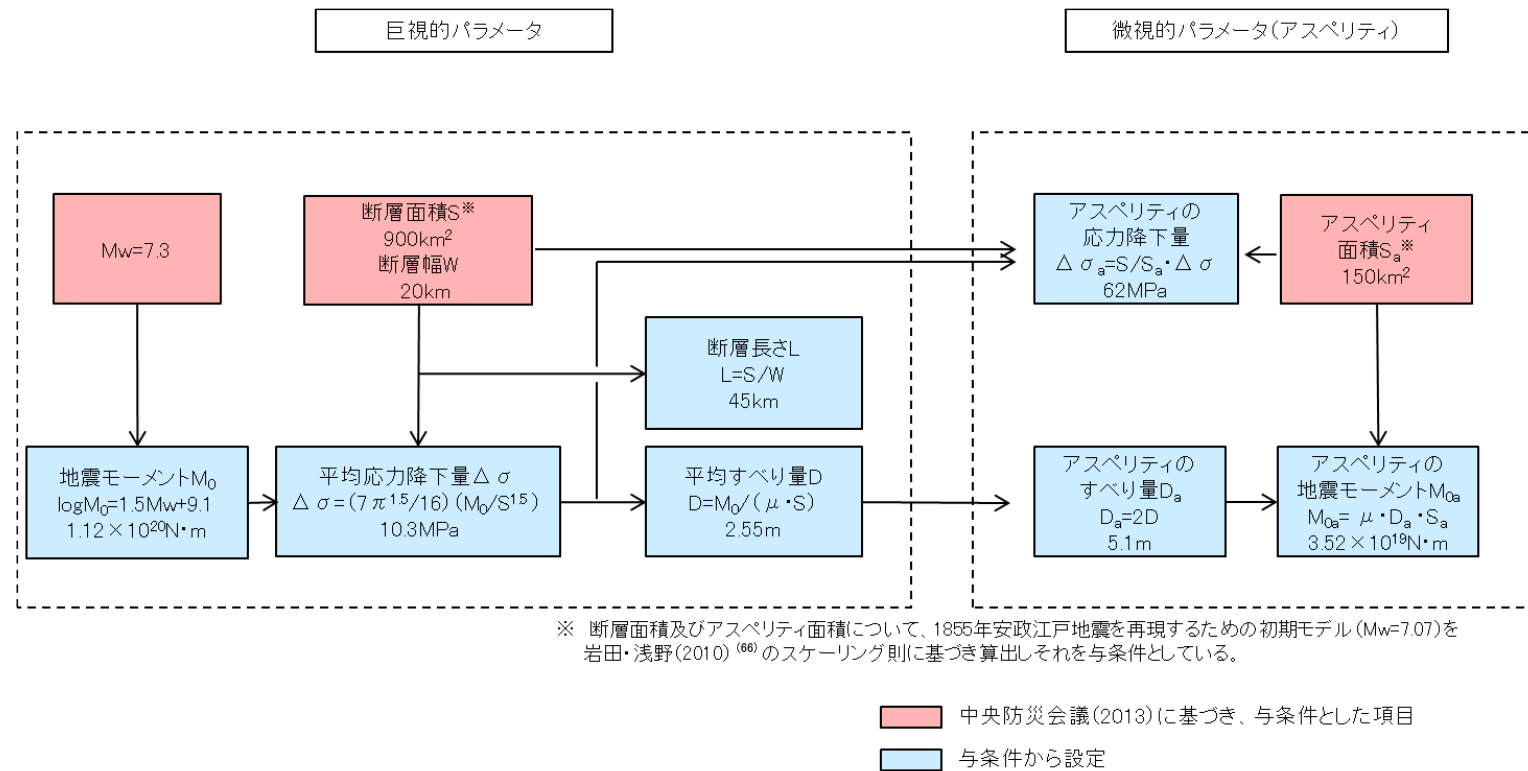 巨視的パラメータ
微視的パラメータ(アスペリティ)
Mw=7.3
断層面積S※
900km²
断層幅W
20km
アスペリティの
応力降下量
Δσₐ=S/Sₐ・Δσ
62MPa
アスペリティ
面積Sₐ※
150km²
断層長さL
L=S/W
45km
地震モーメントM₀
logM₀=1.5Mw+9.1
1.12×10²⁰N・m
平均応力降下量Δσ
Δσ=(7π¹·⁵/16)(M₀/S¹·⁵)
10.3MPa
平均すべり量D
D=M₀/(μ・S)
2.55m
アスペリティの
すべり量Dₐ
Dₐ=2D
5.1m
アスペリティの
地震モーメントM₀ₐ
M₀ₐ=μ・Dₐ・Sₐ
3.52×10¹⁹N・m
※ 断層面積及びアスペリティ面積について、1855年安政江戸地震を再現するための初期モデル(Mw=7.07)を
岩田・浅野(2010)⁽⁶⁶⁾のスケーリング則に基づき算出しそれを与条件としている。
中央防災会議(2013)に基づき、与条件とした項目
与条件から設定